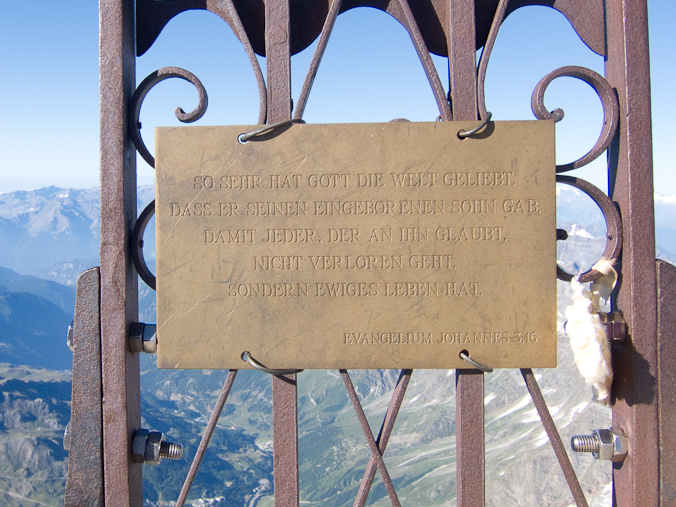 SO SEHR HAT GOTT DIE WELT GELIEBT,
DASS ER SEINEN EINGEBORENEN SOHN GAB,
DAMIT JEDER, DER AN IHN GLAUBT,
NICHT VERLOREN GEHT,
SONDERN EWIGES LEBEN HAT.
EVANGELIUM JOHANNES 3,16